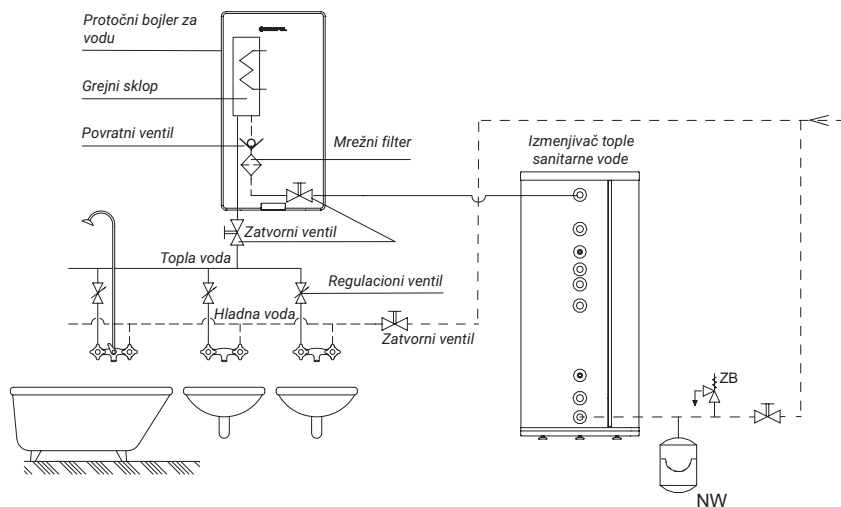 Protočni bojler za
vodu
Grejni sklop
Povratni ventil
Mrežni filter
Izmenjivač tople
sanitarne vode
Zatvorni ventil
Topla voda
Regulacioni ventil
Hladna voda
Zatvorni ventil
ZB
NW